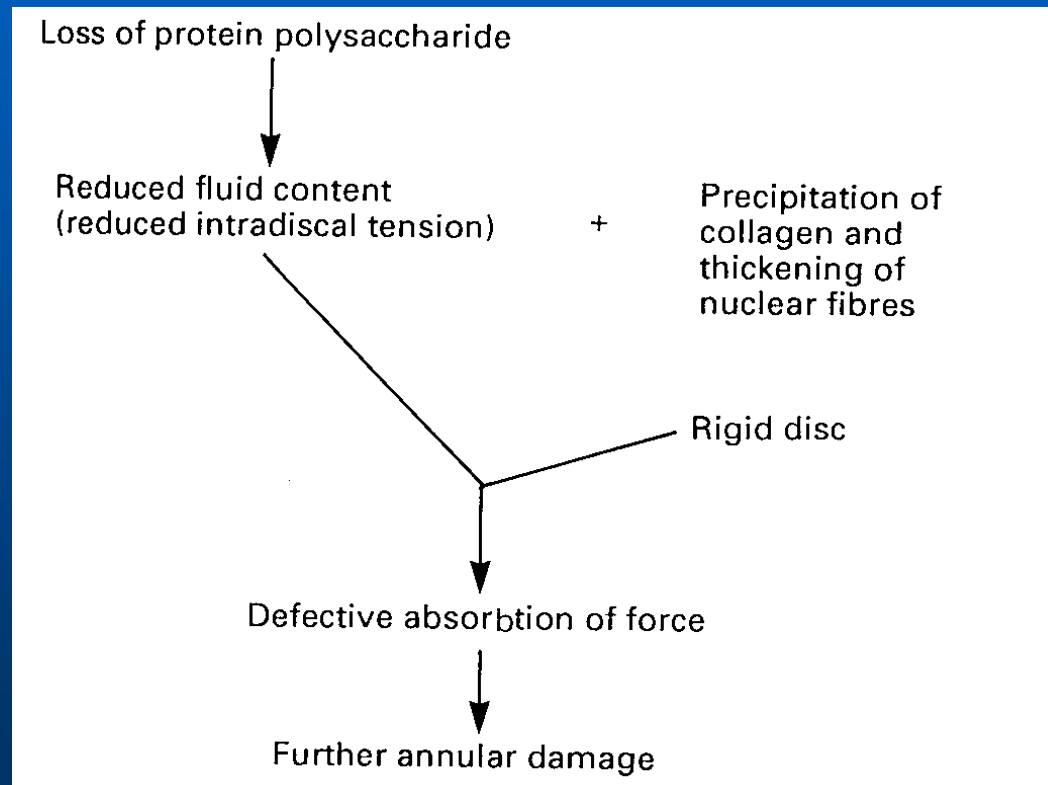 Loss of protein polysaccharide
Reduced fluid content
(reduced intradiscal tension)
+
Precipitation of
collagen and
thickening of
nuclear fibres
Rigid disc
Defective absorbtion of force
Further annular damage